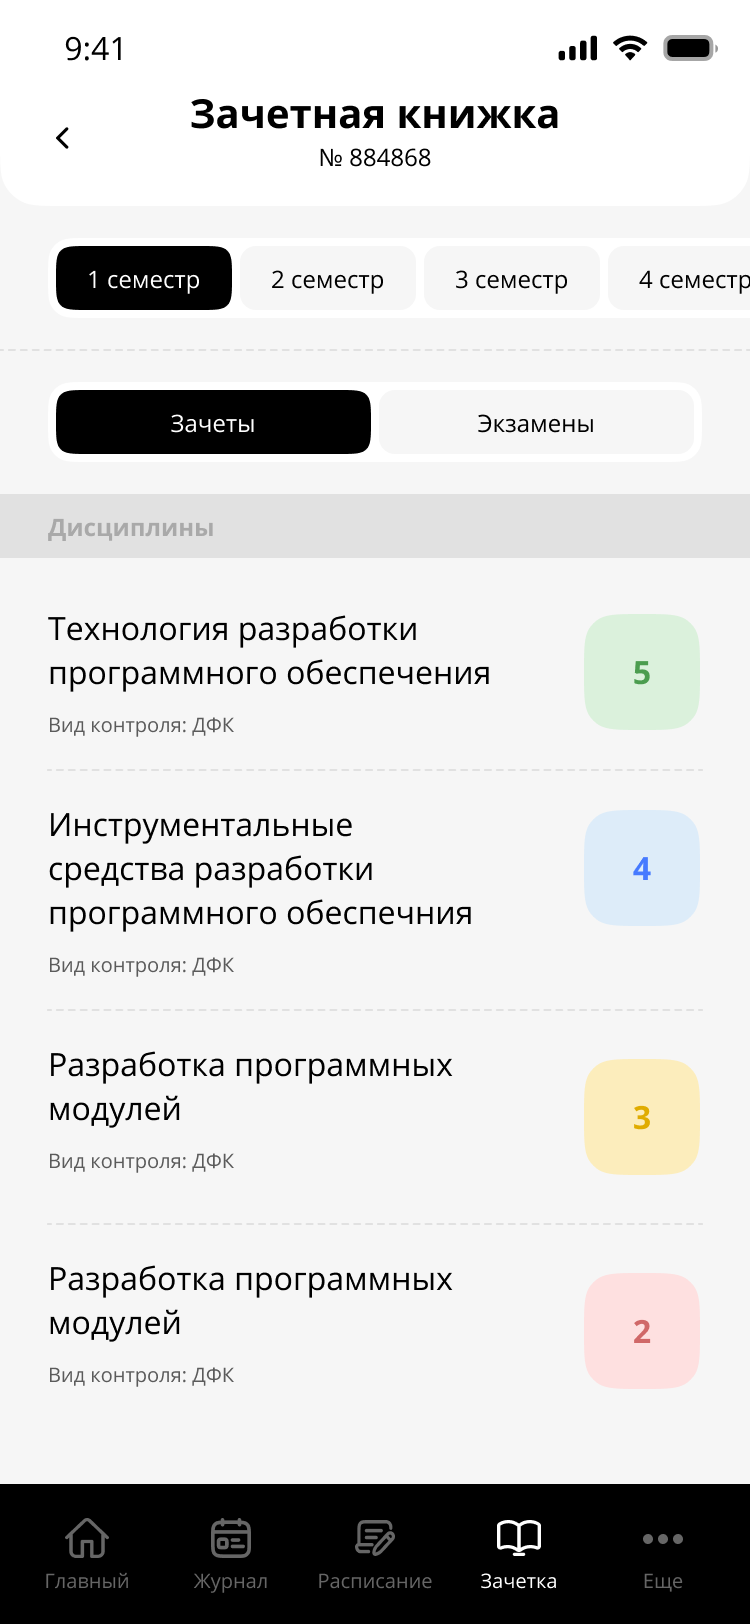 9:41
Зачетная книжка
№ 884868
1 семестр
2 семестр
3 семестр
4 семестр
Зачеты
Экзамены
Дисциплины
Технология разработки
программного обеспечения
5
Вид контроля: ДФК
Инструментальные
средства разработки
4
программного обеспечния
Вид контроля: ДФК
Разработка программных
модулей
3
Вид контроля: ДФК
Разработка программных
модулей
2
Вид контроля: ДФК
Главный
Журнал
Расписание
Зачетка
Еще